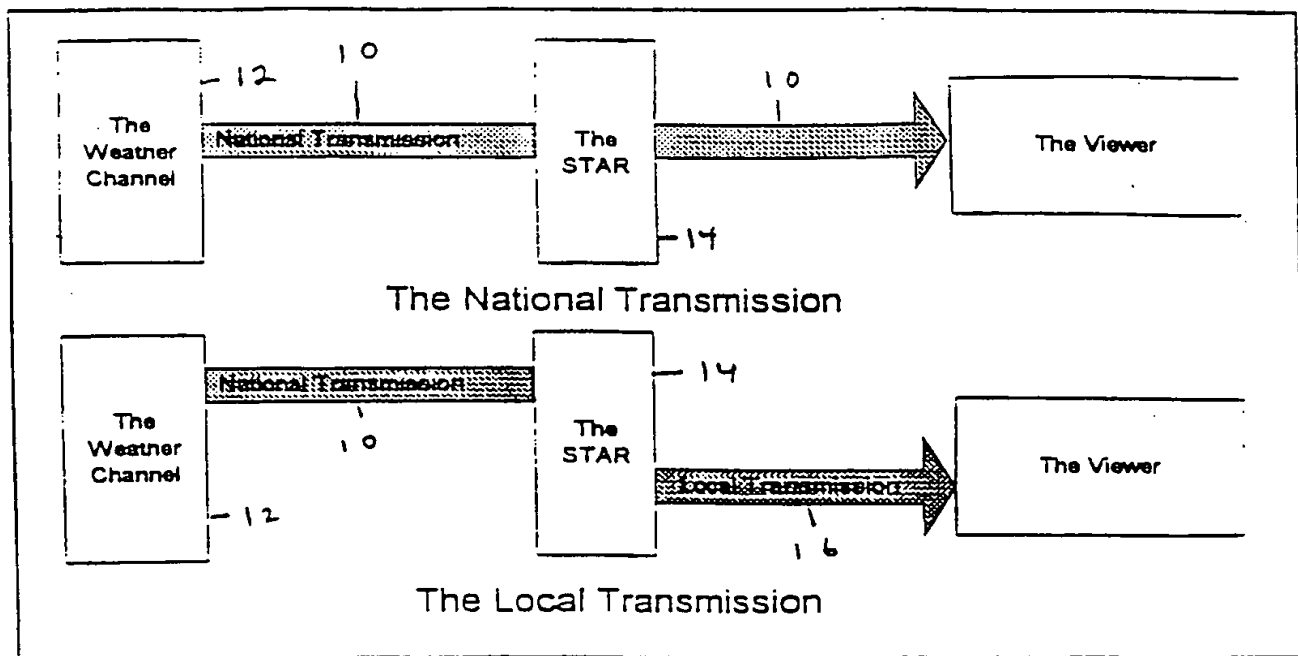 10
12
10
The
Weather
Channel
National Transmission
The
STAR
The Viewer
14
The National Transmission
The
Weather
Channel
National Transmission
10
12
The
STAR
14
Local Transmission
16
The Viewer
The Local Transmission